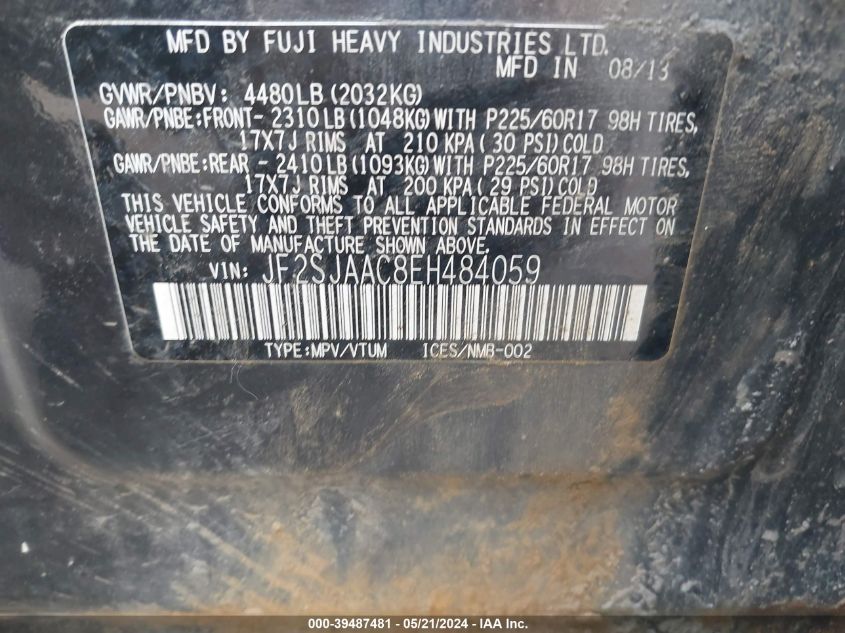 MFD BY FUJI HEAVY INDUSTRIES LTD.
MFD IN 08/13
GVWR/PNBV: 4480LB (2032KG)
GAWR/PNBE:FRONT- 2310LB(1048KG)WITH P225/60R17 98H TIRES,
17X7J RIMS AT 210 KPA( 30 PSI)COLD
GAWR/PNBE:REAR - 2410LB(1093KG)WITH P225/60R17 98H TIRES,
17X7J RIMS AT 200 KPA( 29 PSI)COLD
THIS VEHICLE CONFORMS TO ALL APPLICABLE FEDERAL MOTOR
VEHICLE SAFETY AND THEFT PREVENTION STANDARDS IN EFFECT ON
THE DATE OF MANUFACTURE SHOWN ABOVE.
VIN: JF2SJAAC8EH484059
TYPE:MPV/VTUM ICES/NMB-002
000-39487481 - 05/21/2024 - IAA Inc.